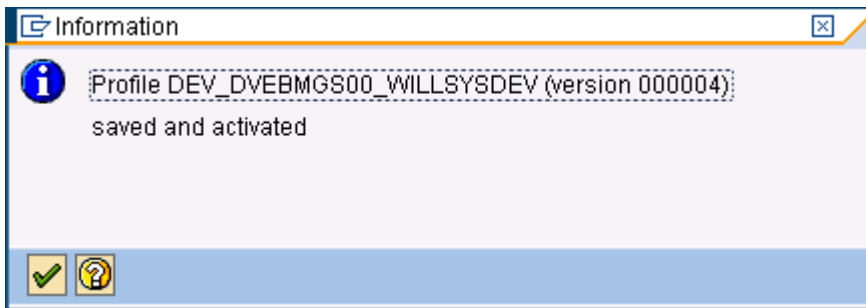 Information
Profile DEV_DVEBMGS00_WILLSYSDEV (version 000004)
saved and activated